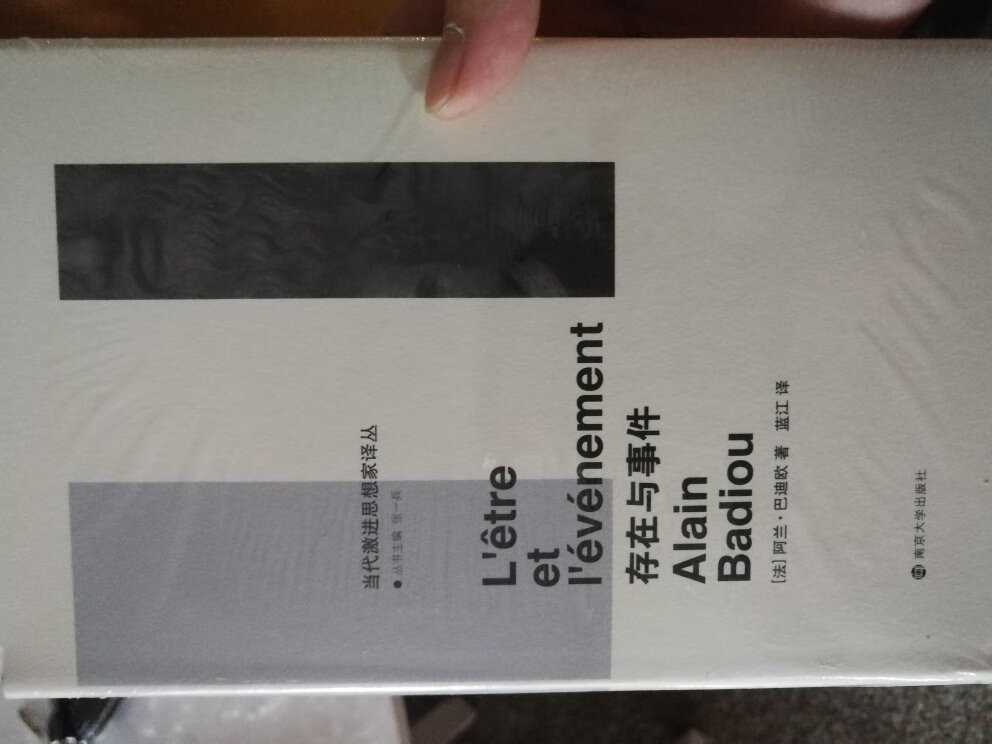 当代激进思想家译丛
● 丛书主编 张一兵
L'être
et
l'événement
存在与事件
Alain
Badiou
[法] 阿兰·巴迪欧 著 蓝江 译
南京大学出版社